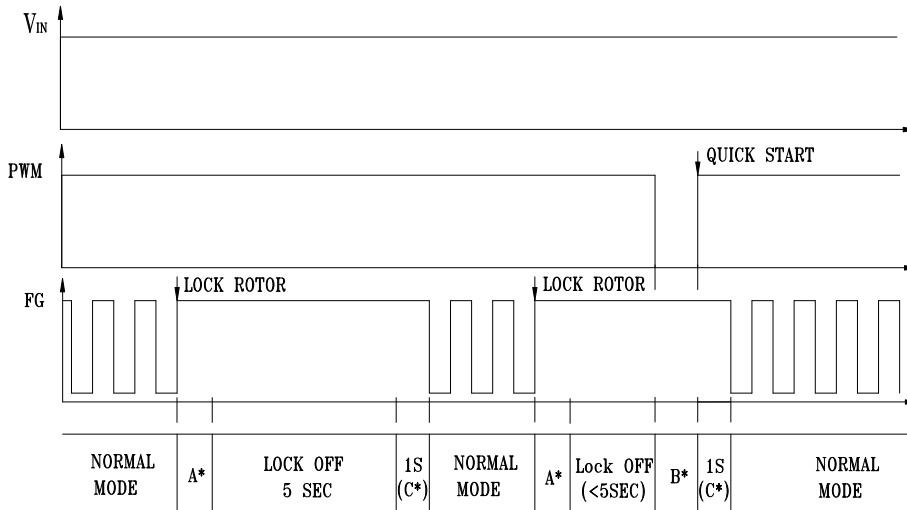 VIN
PWM
QUICK START
FG
LOCK ROTOR
LOCK ROTOR
NORMAL
MODE
A*
LOCK OFF
5 SEC
1S
(C*)
NORMAL
MODE
A*
Lock OFF
(<5SEC)
B*
1S
(C*)
NORMAL
MODE